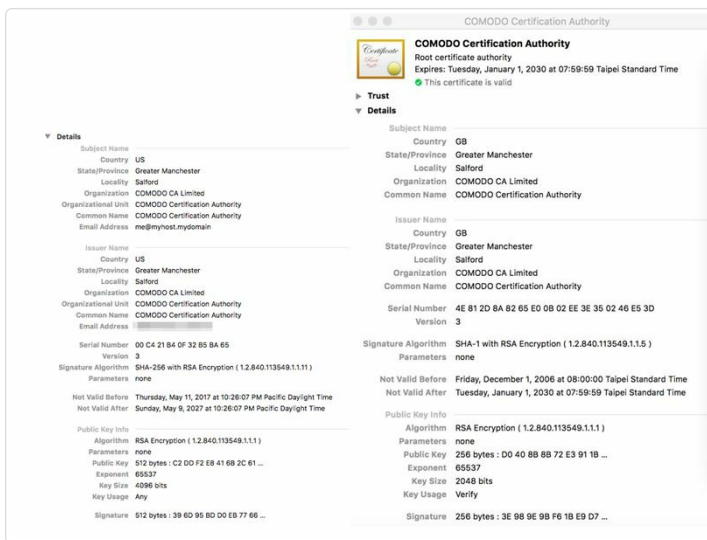 Details
Subject Name
Country US
State/Province Greater Manchester
Locality Salford
Organization COMODO CA Limited
Organizational Unit COMODO Certification Authority
Common Name COMODO Certification Authority
Email Address me@myhost.mydomain
Issuer Name
Country US
State/Province Greater Manchester
Locality Salford
Organization COMODO CA Limited
Organizational Unit COMODO Certification Authority
Common Name COMODO Certification Authority
Email Address
Serial Number 00 C4 21 B4 0F 32 B5 BA 65
Version 3
Signature Algorithm SHA-256 with RSA Encryption ( 1.2.840.113549.1.1.11 )
Parameters none
Not Valid Before Thursday, May 11, 2017 at 10:26:07 PM Pacific Daylight Time
Not Valid After Sunday, May 9, 2027 at 10:26:07 PM Pacific Daylight Time
Public Key Info
Algorithm RSA Encryption ( 1.2.840.113549.1.1.1 )
Parameters none
Public Key 512 bytes : C2 DD F2 E8 41 6B 2C 61 ...
Exponent 65537
Key Size 4096 bits
Key Usage Any
Signature 512 bytes : 39 6D 95 BD D0 EB 77 66 ...
COMODO Certification Authority
Certificate
Root
COMODO Certification Authority
Root certificate authority
Expires: Tuesday, January 1, 2030 at 07:59:59 Taipei Standard Time
This certificate is valid
Trust
Details
Subject Name
Country GB
State/Province Greater Manchester
Locality Salford
Organization COMODO CA Limited
Common Name COMODO Certification Authority
Issuer Name
Country GB
State/Province Greater Manchester
Locality Salford
Organization COMODO CA Limited
Common Name COMODO Certification Authority
Serial Number 4E 81 2D 8A 82 65 E0 0B 02 EE 3E 35 02 46 E5 3D
Version 3
Signature Algorithm SHA-1 with RSA Encryption ( 1.2.840.113549.1.1.5 )
Parameters none
Not Valid Before Friday, December 1, 2006 at 08:00:00 Taipei Standard Time
Not Valid After Tuesday, January 1, 2030 at 07:59:59 Taipei Standard Time
Public Key Info
Algorithm RSA Encryption ( 1.2.840.113549.1.1.1 )
Parameters none
Public Key 256 bytes : D0 40 8B 8B 72 E3 91 1B ...
Exponent 65537
Key Size 2048 bits
Key Usage Verify
Signature 256 bytes : 3E 98 9E 9B F6 1B E9 D7 ...